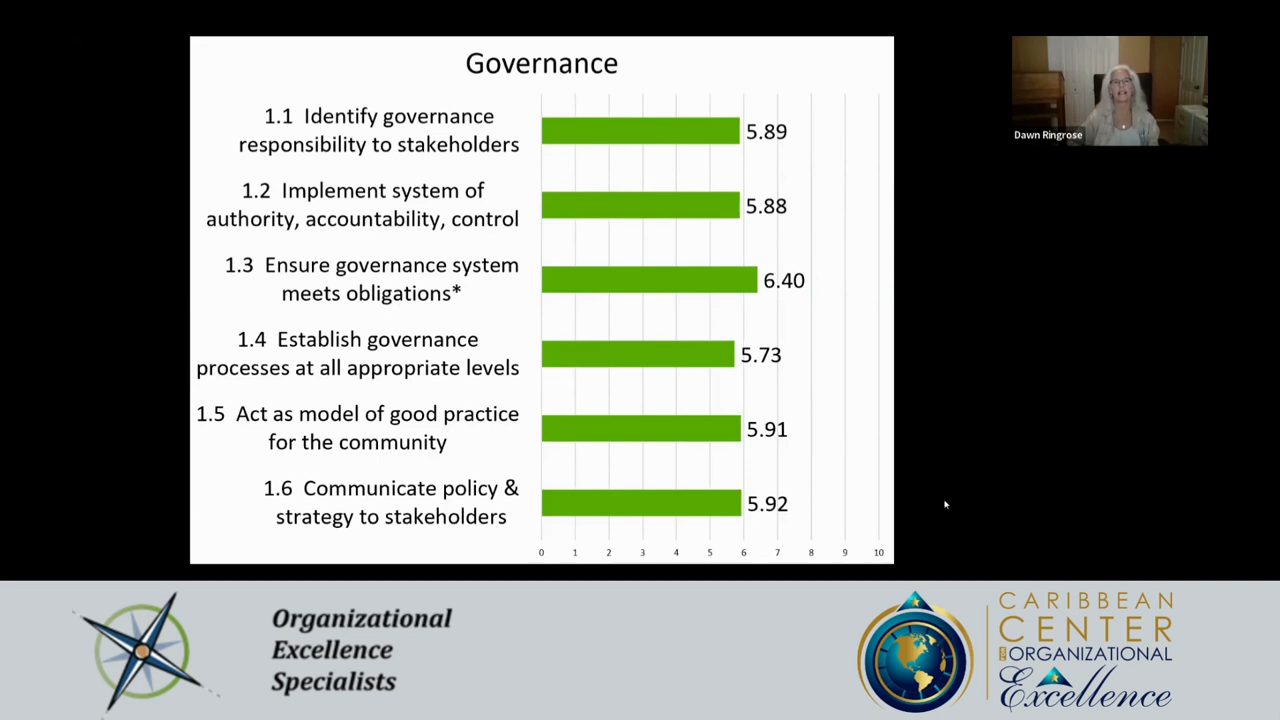 Governance
1.1 Identify governance
responsibility to stakeholders
5.89
1.2 Implement system of
authority, accountability, control
5.88
1.3 Ensure governance system
meets obligations*
6.40
1.4 Establish governance
processes at all appropriate levels
5.73
1.5 Act as model of good practice
for the community
5.91
1.6 Communicate policy &
strategy to stakeholders
5.92
0 1 2 3 4 5 6 7 8 9 10
Dawn Ringrose
Organizational
Excellence
Specialists
CARIBBEAN
CENTER
FOR ORGANIZATIONAL
Excellence